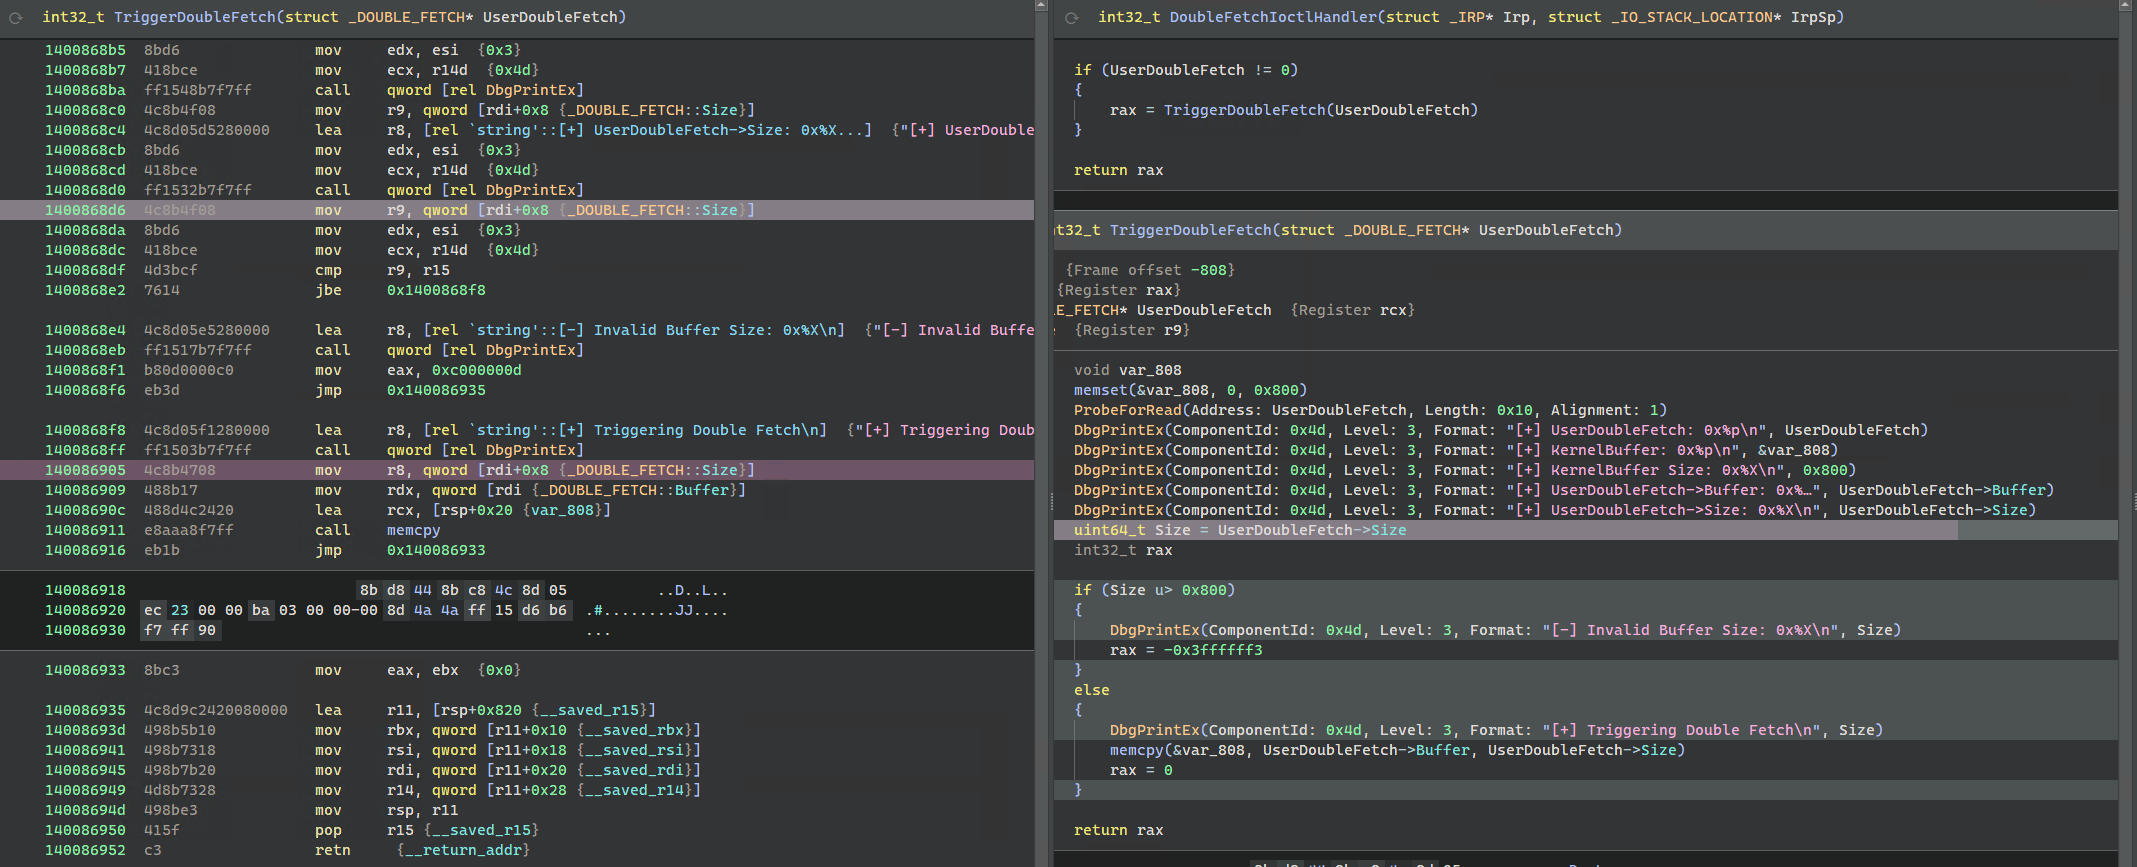 int32_t TriggerDoubleFetch(struct _DOUBLE_FETCH* UserDoubleFetch)
1400868b5 8bd6 mov edx, esi {0x3}
1400868b7 418bce mov ecx, r14d {0x4d}
1400868ba ff1548b7f7ff call qword [rel DbgPrintEx]
1400868c0 4c8b4f08 mov r9, qword [rdi+0x8 {_DOUBLE_FETCH::Size}]
1400868c4 4c8d05d5280000 lea r8, [rel `string'::[+] UserDoubleFetch->Size: 0x%X...] {"[+] UserDouble
1400868cb 8bd6 mov edx, esi {0x3}
1400868cd 418bce mov ecx, r14d {0x4d}
1400868d0 ff1532b7f7ff call qword [rel DbgPrintEx]
1400868d6 4c8b4f08 mov r9, qword [rdi+0x8 {_DOUBLE_FETCH::Size}]
1400868da 8bd6 mov edx, esi {0x3}
1400868dc 418bce mov ecx, r14d {0x4d}
1400868df 4d3bcf cmp r9, r15
1400868e2 7614 jbe 0x1400868f8
1400868e4 4c8d05e5280000 lea r8, [rel `string'::[-] Invalid Buffer Size: 0x%X\n] {"[-] Invalid Buffe
1400868eb ff1517b7f7ff call qword [rel DbgPrintEx]
1400868f1 b80d0000c0 mov eax, 0xc000000d
1400868f6 eb3d jmp 0x140086935
1400868f8 4c8d05f1280000 lea r8, [rel `string'::[+] Triggering Double Fetch\n] {"[+] Triggering Doub
1400868ff ff1503b7f7ff call qword [rel DbgPrintEx]
140086905 4c8b4708 mov r8, qword [rdi+0x8 {_DOUBLE_FETCH::Size}]
140086909 488b17 mov rdx, qword [rdi {_DOUBLE_FETCH::Buffer}]
14008690c 488d4c2420 lea rcx, [rsp+0x20 {var_808}]
140086911 e8aaa8f7ff call memcpy
140086916 eb1b jmp 0x140086933
140086918 8b d8 44 8b c8 4c 8d 05 ..D..L..
140086920 ec 23 00 00 ba 03 00 00-00 8d 4a 4a ff 15 d6 b6 .#........JJ....
140086930 f7 ff 90 ...
140086933 8bc3 mov eax, ebx {0x0}
140086935 4c8d9c2420080000 lea r11, [rsp+0x820 {__saved_r15}]
14008693d 498b5b10 mov rbx, qword [r11+0x10 {__saved_rbx}]
140086941 498b7318 mov rsi, qword [r11+0x18 {__saved_rsi}]
140086945 498b7b20 mov rdi, qword [r11+0x20 {__saved_rdi}]
140086949 4d8b7328 mov r14, qword [r11+0x28 {__saved_r14}]
14008694d 498be3 mov rsp, r11
140086950 415f pop r15 {__saved_r15}
140086952 c3 retn {__return_addr}
int32_t DoubleFetchIoctlHandler(struct _IRP* Irp, struct _IO_STACK_LOCATION* IrpSp)
if (UserDoubleFetch != 0)
{
rax = TriggerDoubleFetch(UserDoubleFetch)
}
return rax
nt32_t TriggerDoubleFetch(struct _DOUBLE_FETCH* UserDoubleFetch)
{Frame offset -808}
{Register rax}
LE_FETCH* UserDoubleFetch {Register rcx}
{Register r9}
void var_808
memset(&var_808, 0, 0x800)
ProbeForRead(Address: UserDoubleFetch, Length: 0x10, Alignment: 1)
DbgPrintEx(ComponentId: 0x4d, Level: 3, Format: "[+] UserDoubleFetch: 0x%p\n", UserDoubleFetch)
DbgPrintEx(ComponentId: 0x4d, Level: 3, Format: "[+] KernelBuffer: 0x%p\n", &var_808)
DbgPrintEx(ComponentId: 0x4d, Level: 3, Format: "[+] KernelBuffer Size: 0x%X\n", 0x800)
DbgPrintEx(ComponentId: 0x4d, Level: 3, Format: "[+] UserDoubleFetch->Buffer: 0x%…", UserDoubleFetch->Buffer)
DbgPrintEx(ComponentId: 0x4d, Level: 3, Format: "[+] UserDoubleFetch->Size: 0x%X\n", UserDoubleFetch->Size)
uint64_t Size = UserDoubleFetch->Size
int32_t rax
if (Size u> 0x800)
{
DbgPrintEx(ComponentId: 0x4d, Level: 3, Format: "[-] Invalid Buffer Size: 0x%X\n", Size)
rax = -0x3ffffff3
}
else
{
DbgPrintEx(ComponentId: 0x4d, Level: 3, Format: "[+] Triggering Double Fetch\n", Size)
memcpy(&var_808, UserDoubleFetch->Buffer, UserDoubleFetch->Size)
rax = 0
}
return rax